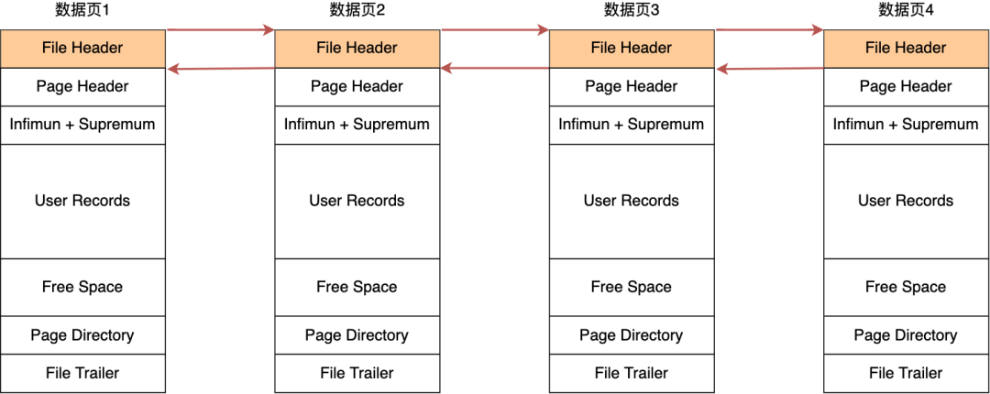 数据页1 数据页2 数据页3 数据页4
File Header File Header File Header File Header
Page Header Page Header Page Header Page Header
Infimun + Supremum Infimun + Supremum Infimun + Supremum Infimun + Supremum
User Records User Records User Records User Records
Free Space Free Space Free Space Free Space
Page Directory Page Directory Page Directory Page Directory
File Trailer File Trailer File Trailer File Trailer